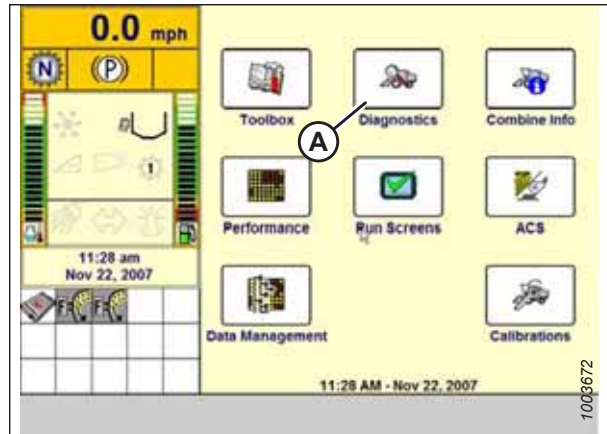 0.0 mph
N (P)
1
11:28 am
Nov 22, 2007
F F
Toolbox
Diagnostics
Combine Info
A
Performance
Run Screens
ACS
Data Management
Calibrations
11:28 AM - Nov 22, 2007
1003672